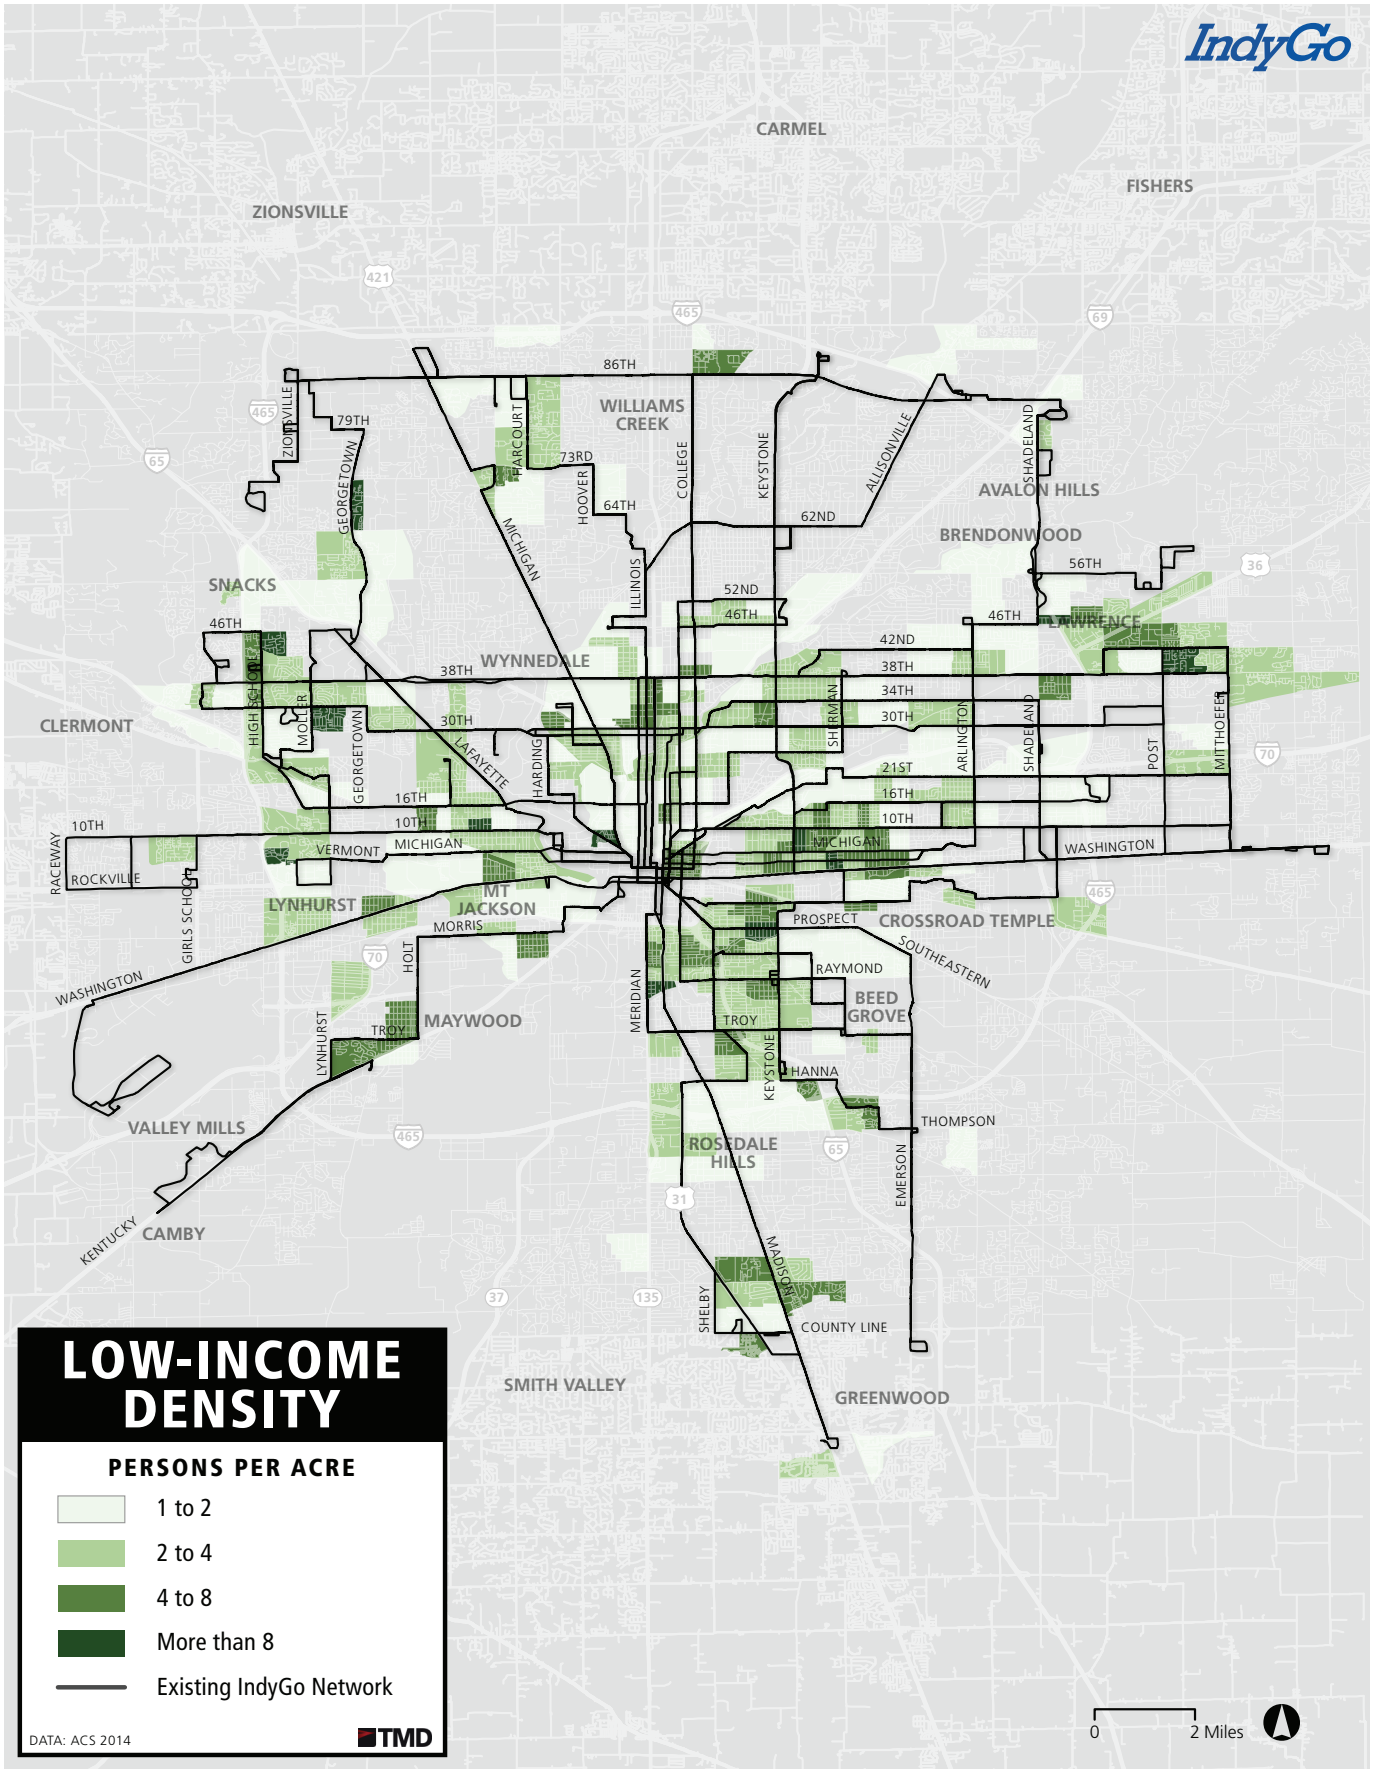 IndyGo
CARMEL
FISHERS
ZIONSVILLE
421
465
69
86TH
WILLIAMS
CREEK
465
ZIONSVILLE
79TH
HARCOURT
SHADELAND
65
GEORGETOWN
73RD
COLLEGE
KEYSTONE
ALLISONVILLE
HOOVER
AVALON HILLS
64TH
62ND
MICHIGAN
BRENDONWOOD
56TH
36
SNACKS
ILLINOIS
52ND
46TH
46TH
46TH
LAWRENCE
42ND
WYNNEDALE
38TH
38TH
HIGH SCHOOL
MOLLER
34TH
SHERMAN
CLERMONT
GEORGETOWN
30TH
30TH
ARLINGTON
SHADELAND
POST
MITTHOEFER
LAFAYETTE
HARDING
70
21ST
16TH
16TH
10TH
10TH
10TH
RACEWAY
VERMONT
MICHIGAN
MICHIGAN
WASHINGTON
ROCKVILLE
GIRLS SCHOOL
LYNHURST
MT
JACKSON
465
MORRIS
PROSPECT
CROSSROAD TEMPLE
SOUTHEASTERN
70
HOLT
WASHINGTON
MERIDIAN
RAYMOND
BEED
GROVE
LYNHURST
TROY
MAYWOOD
TROY
KEYSTONE
HANNA
VALLEY MILLS
465
THOMPSON
ROSEDALE
HILLS
65
EMERSON
31
KENTUCKY
CAMBY
MADISON
37
135
SHELBY
COUNTY LINE
SMITH VALLEY
GREENWOOD
LOW-INCOME
DENSITY
PERSONS PER ACRE
1 to 2
2 to 4
4 to 8
More than 8
Existing IndyGo Network
DATA: ACS 2014
TMD
0
2 Miles